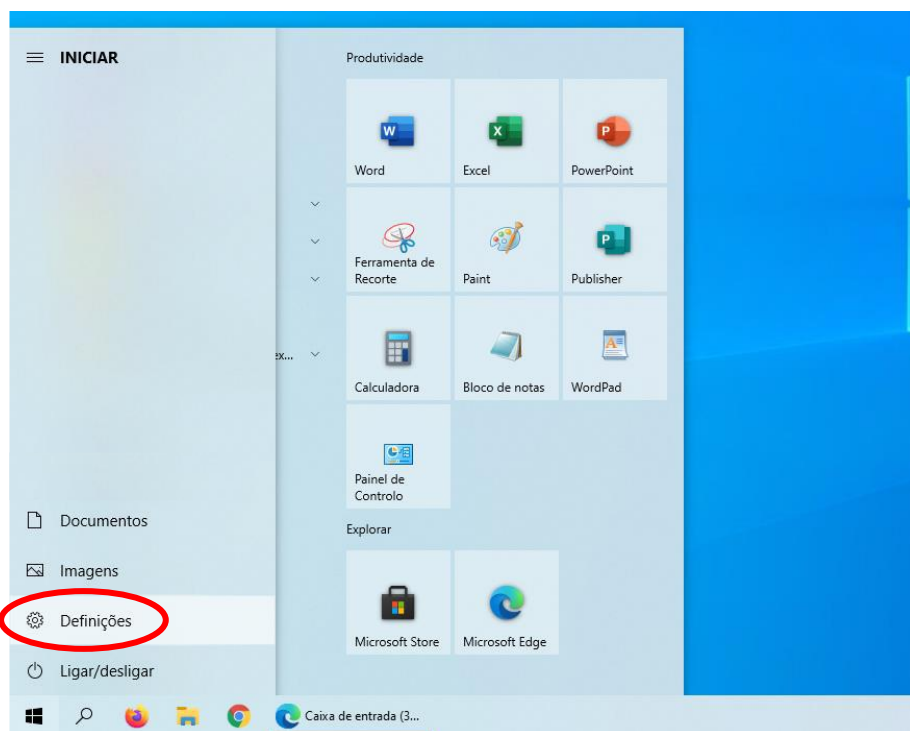 INICIAR
Produtividade
Word
Excel
PowerPoint
Ferramenta de
Recorte
Paint
Publisher
ex...
Calculadora
Bloco de notas
WordPad
Painel de
Controlo
Documentos
Explorar
Imagens
Definições
Microsoft Store
Microsoft Edge
Ligar/desligar
Caixa de entrada (3...